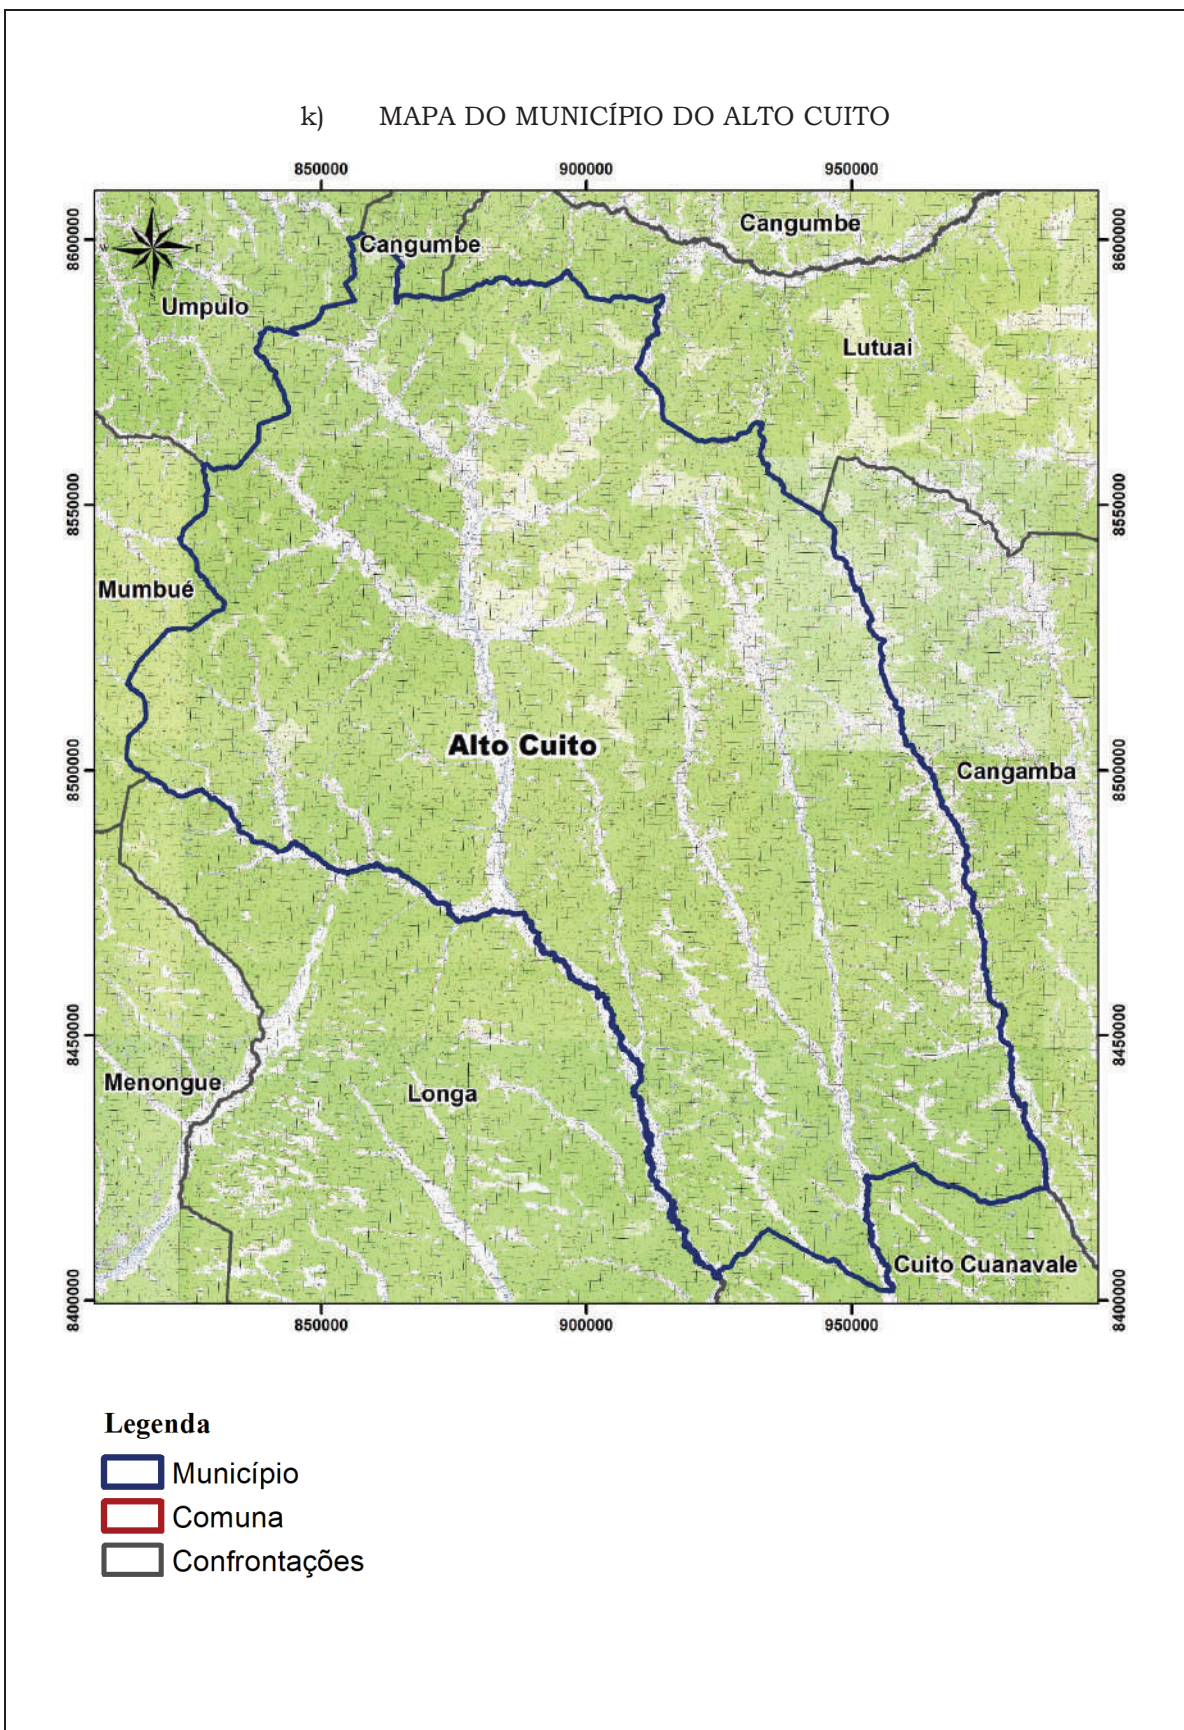 k) MAPA DO MUNICÍPIO DO ALTO CUITO
850000 900000 950000
8600000 8600000
Cangumbe
Cangumbe
Umpulo
Lutuai
8550000 8550000
Mumbué
Alto Cuito
8500000 8500000
Cangamba
8450000 8450000
Menongue
Longa
Cuito Cuanavale
8400000 8400000
850000 900000 950000
Legenda
Município
Comuna
Confrontações